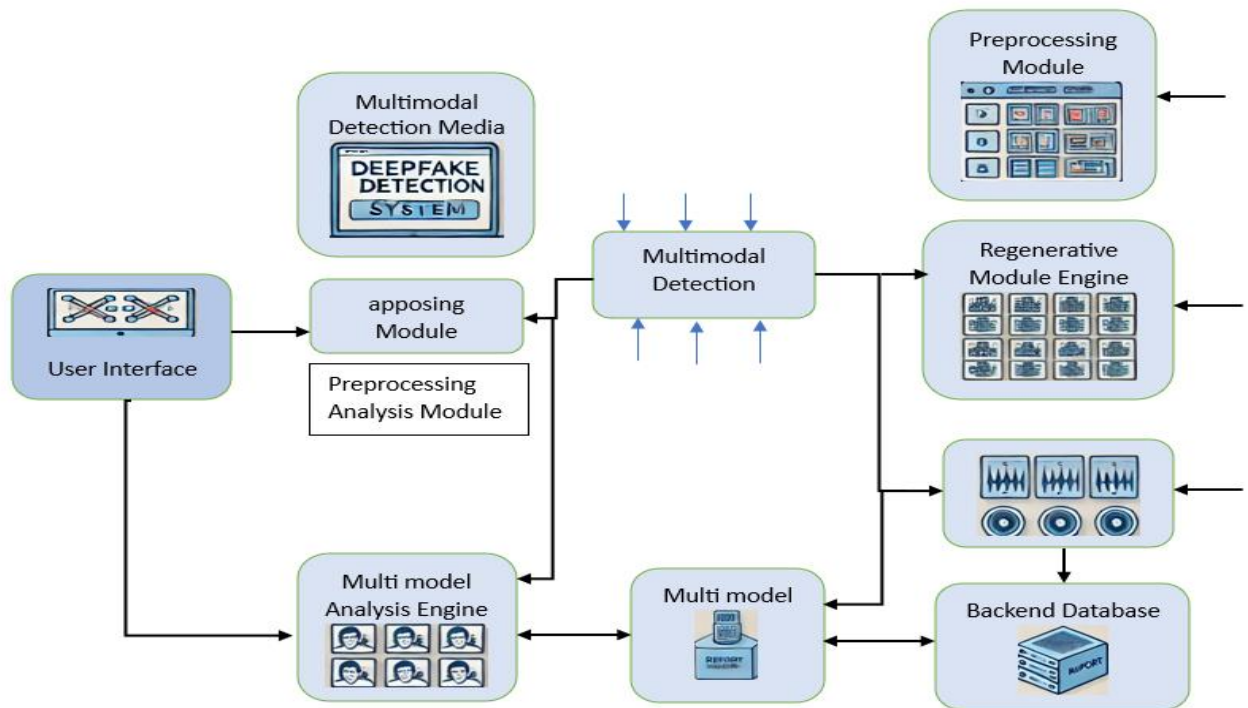 Preprocessing
Module
Multimodal
Detection Media
DEEPFAKE
DETECTION
SYSTEM
Multimodal
Detection
Regenerative
Module Engine
apposing
Module
User Interface
Preprocessing
Analysis Module
Multi model
Analysis Engine
Multi model
REPORT
Backend Database
RUPORT